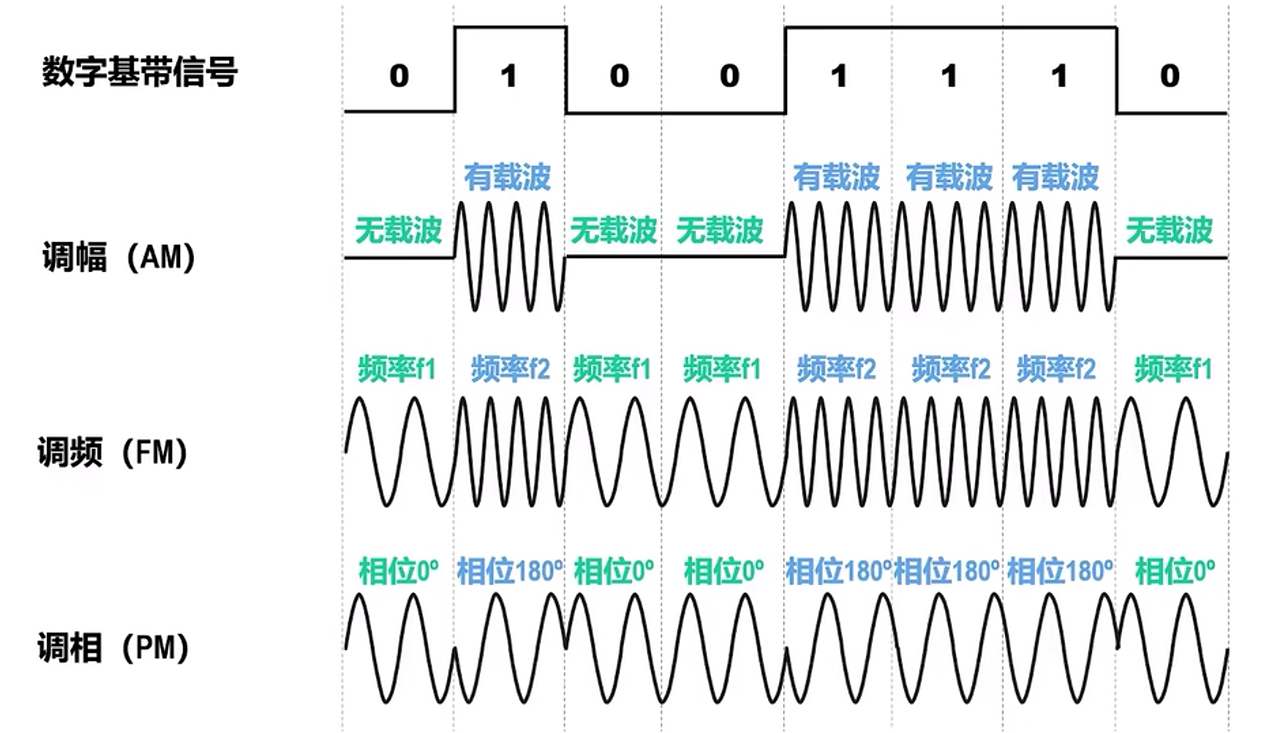 数字基带信号 0 1 0 0 1 1 1 0
有载波 有载波 有载波 有载波
无载波 无载波 无载波 无载波
调幅（AM）
频率f1 频率f2 频率f1 频率f1 频率f2 频率f2 频率f2 频率f1
调频（FM）
相位0° 相位180° 相位0° 相位0° 相位180° 相位180° 相位180° 相位0°
调相（PM）